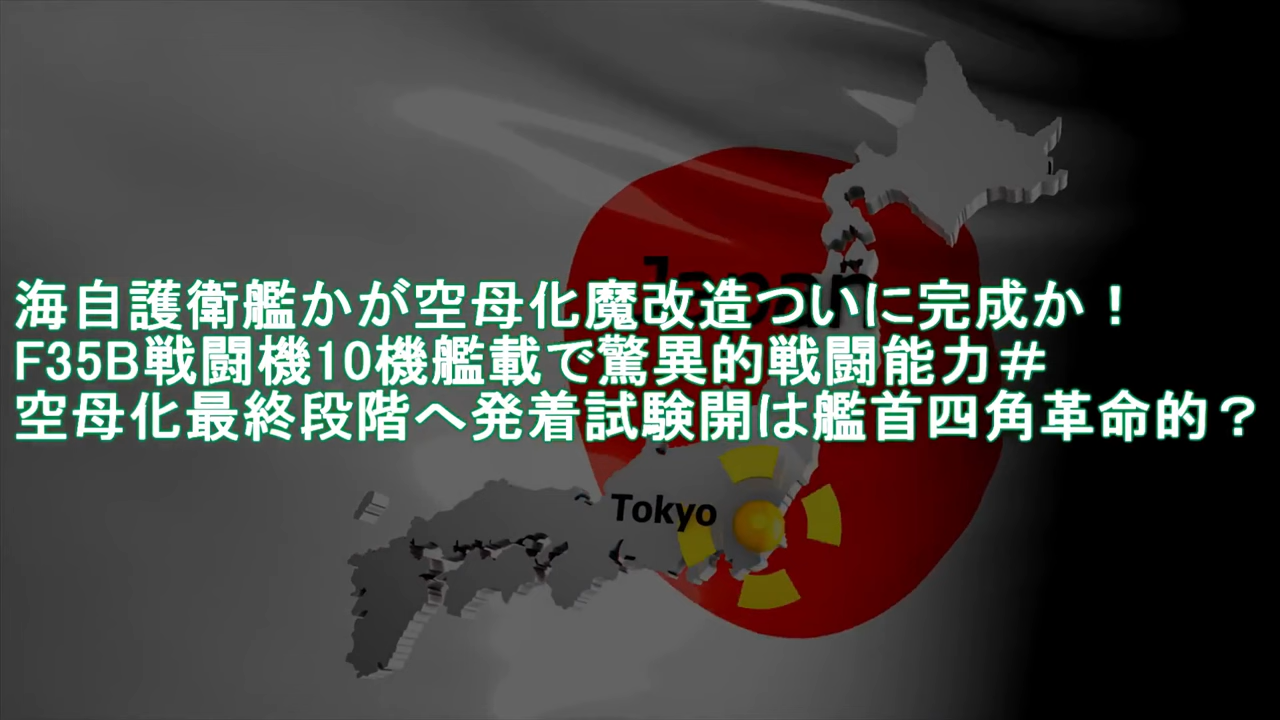 Japan
海自護衛艦かが空母化魔改造ついに完成か！
F35B戦闘機10機艦載で驚異的戦闘能力＃
空母化最終段階へ発着試験開は艦首四角革命的？
Tokyo